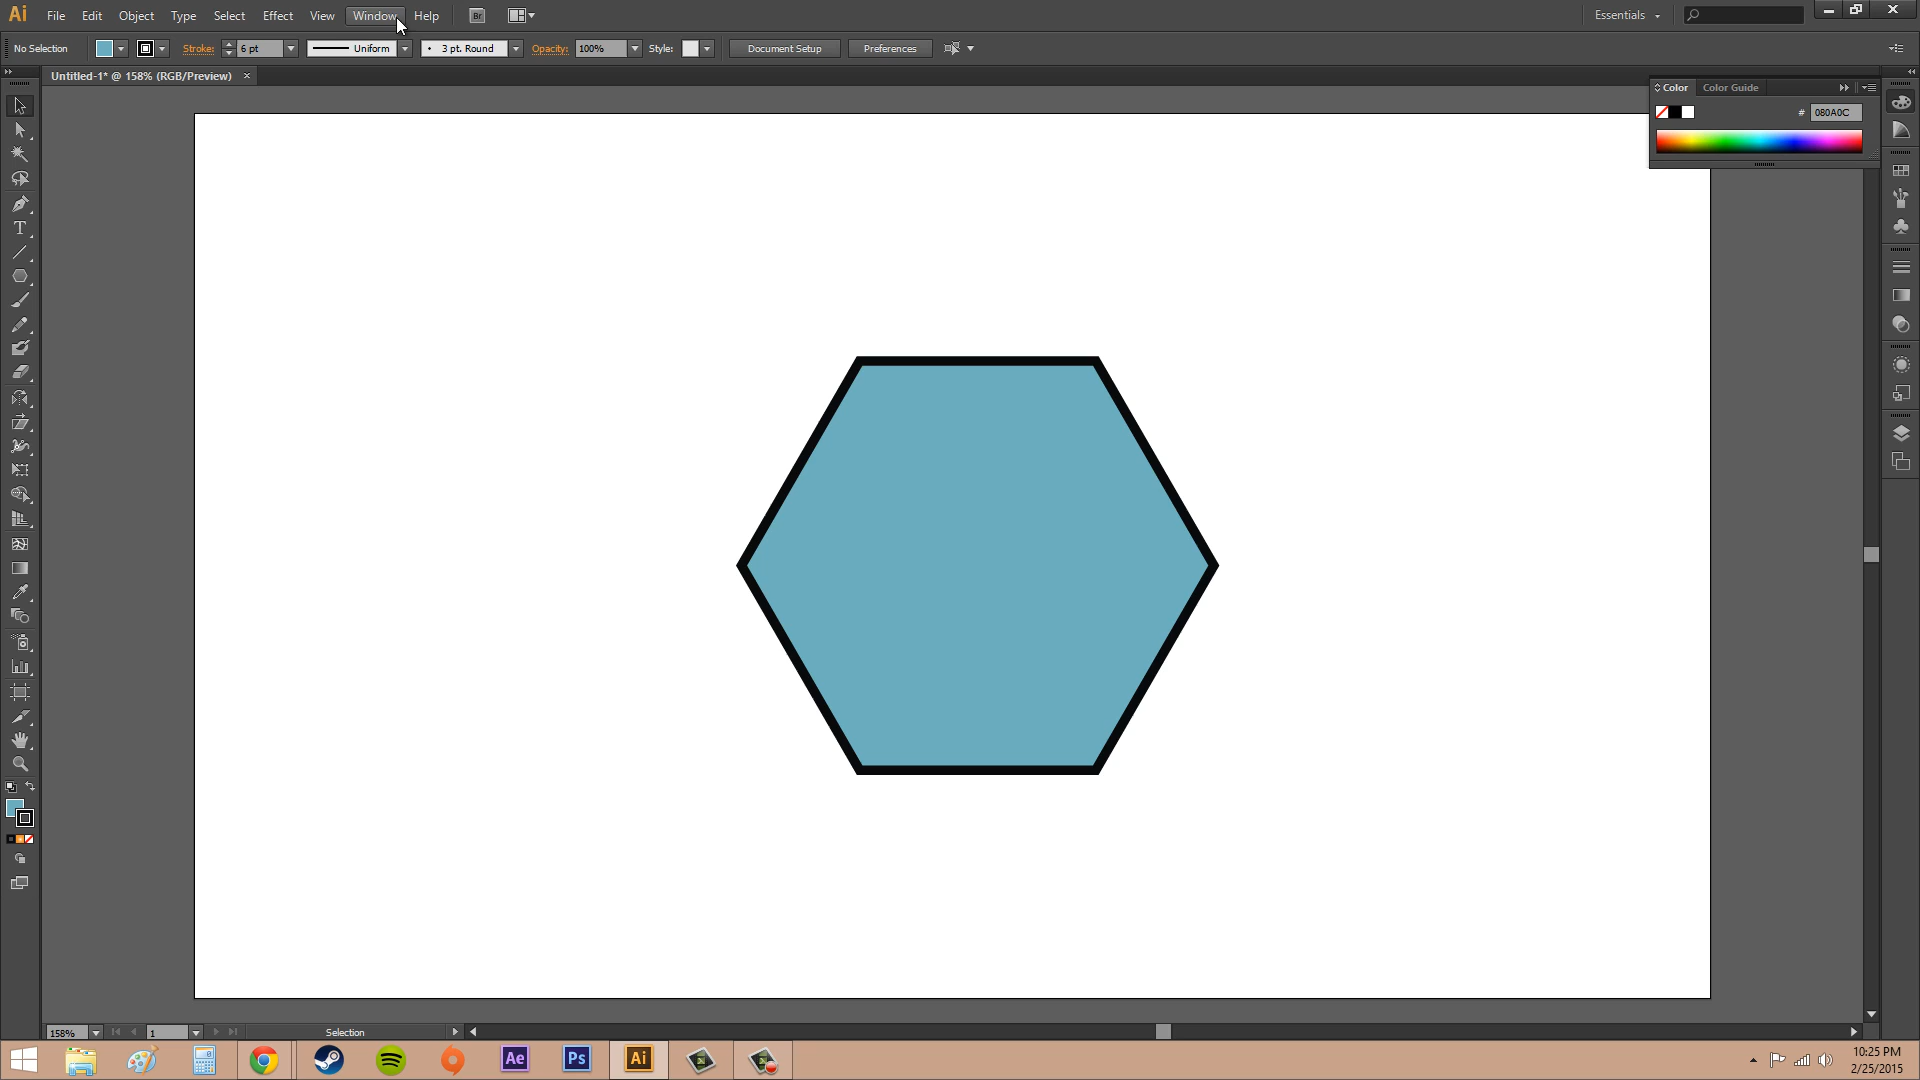 Ai File Edit Object Type Select Effect View Window Help Br Essentials
No Selection Stroke: 6 pt Uniform 3 pt. Round Opacity: 100% Style: Document Setup Preferences
Untitled-1* @ 158% (RGB/Preview) ×
Color Color Guide
# 080A0C
T
158% 1 Selection
Ae Ps Ai
10:25 PM
2/25/2015